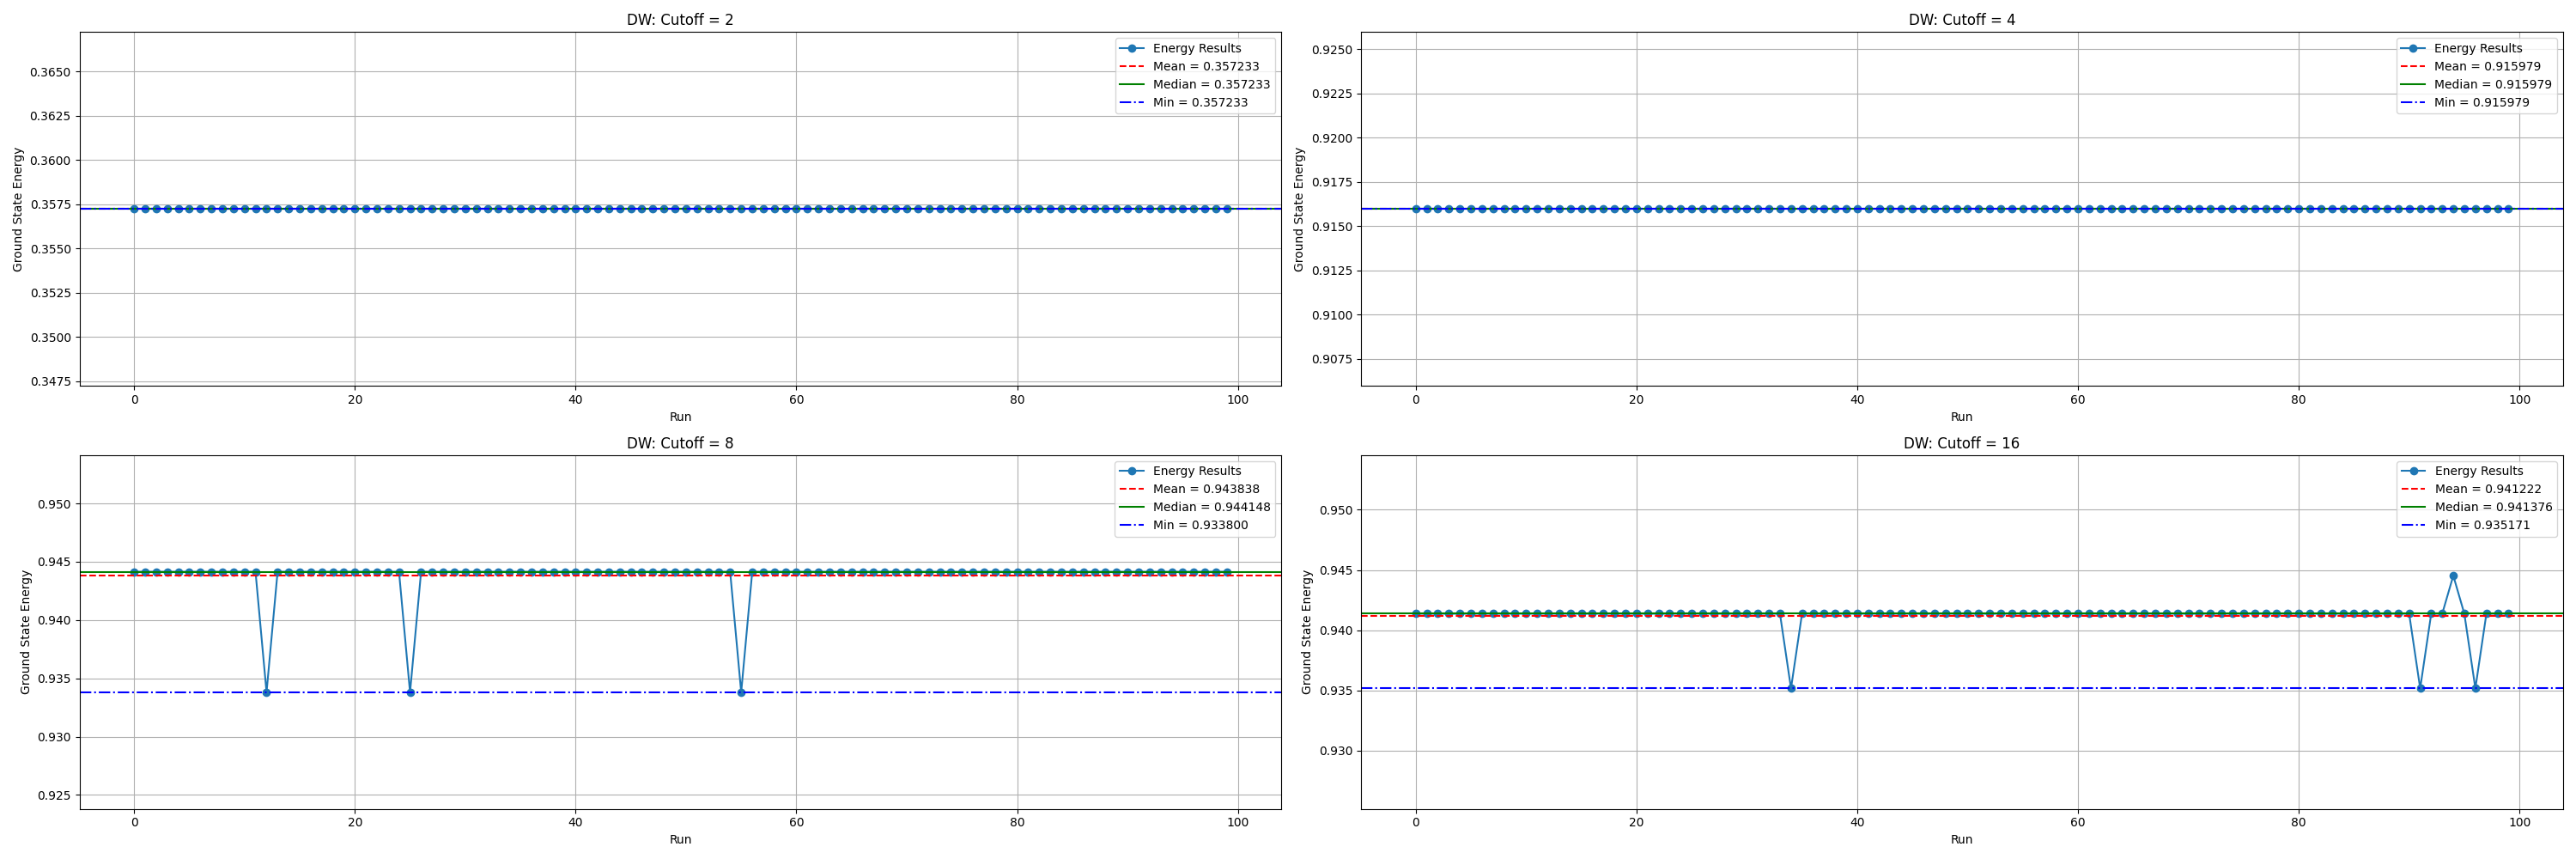 DW: Cutoff = 2
Ground State Energy
0.3650
0.3625
0.3600
0.3575
0.3550
0.3525
0.3500
0.3475
Energy Results
Mean = 0.357233
Median = 0.357233
Min = 0.357233
0 20 40 60 80 100
Run
DW: Cutoff = 4
Ground State Energy
0.9250
0.9225
0.9200
0.9175
0.9150
0.9125
0.9100
0.9075
Energy Results
Mean = 0.915979
Median = 0.915979
Min = 0.915979
0 20 40 60 80 100
Run
DW: Cutoff = 8
Ground State Energy
0.950
0.945
0.940
0.935
0.930
0.925
Energy Results
Mean = 0.943838
Median = 0.944148
Min = 0.933800
0 20 40 60 80 100
Run
DW: Cutoff = 16
Ground State Energy
0.950
0.945
0.940
0.935
0.930
Energy Results
Mean = 0.941222
Median = 0.941376
Min = 0.935171
0 20 40 60 80 100
Run